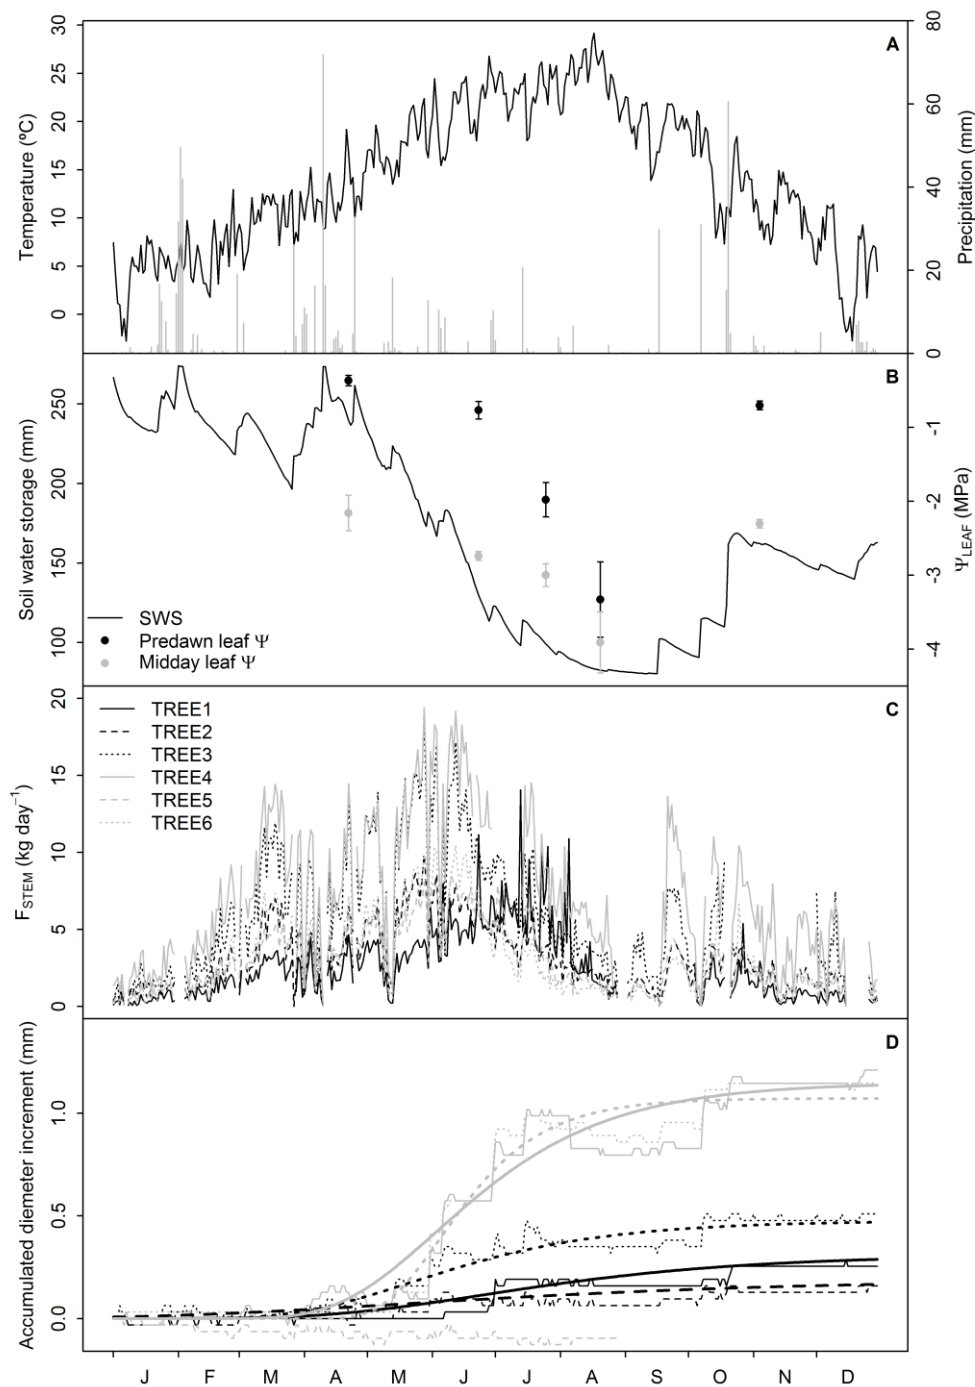 A
Temperature (ºC)
30
25
20
15
10
5
0
Precipitation (mm)
80
60
40
20
0
B
Soil water storage (mm)
250
200
150
100
Ψ_LEAF (MPa)
-1
-2
-3
-4
SWS
Predawn leaf Ψ
Midday leaf Ψ
C
F_STEM (kg day⁻¹)
20
15
10
5
0
TREE1
TREE2
TREE3
TREE4
TREE5
TREE6
D
Accumulated diemeter increment (mm)
1.0
0.5
0.0
J F M A M J J A S O N D